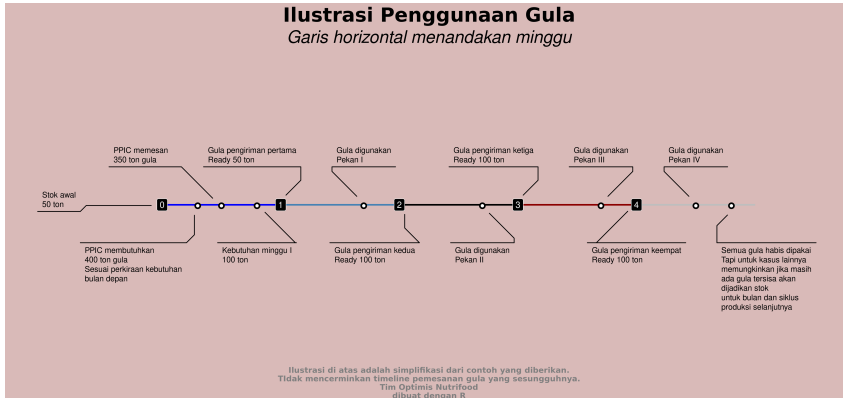 Ilustrasi Penggunaan Gula
Garis horizontal menandakan minggu
PPIC memesan
350 ton gula
Gula pengiriman pertama
Ready 50 ton
Gula digunakan
Pekan I
Gula pengiriman ketiga
Ready 100 ton
Gula digunakan
Pekan III
Gula digunakan
Pekan IV
Stok awal
50 ton
0
1
2
3
4
PPIC membutuhkan
400 ton gula
Sesuai perkiraan kebutuhan
bulan depan
Kebutuhan minggu I
100 ton
Gula pengiriman kedua
Ready 100 ton
Gula digunakan
Pekan II
Gula pengiriman keempat
Ready 100 ton
Semua gula habis dipakai
Tapi untuk kasus lainnya
memungkinkan jika masih
ada gula tersisa akan
dijadikan stok
untuk bulan dan siklus
produksi selanjutnya
Ilustrasi di atas adalah simplifikasi dari contoh yang diberikan.
TIdak mencerminkan timeline pemesanan gula yang sesungguhnya.
Tim Optimis Nutrifood
dibuat dengan R